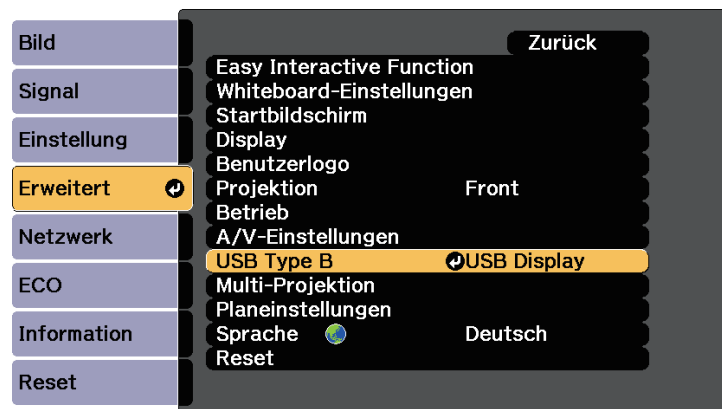 Bild
Signal
Einstellung
Erweitert
Netzwerk
ECO
Information
Reset
Zurück
Easy Interactive Function
Whiteboard-Einstellungen
Startbildschirm
Display
Benutzerlogo
Projektion Front
Betrieb
A/V-Einstellungen
USB Type B USB Display
Multi-Projektion
Planeinstellungen
Sprache Deutsch
Reset